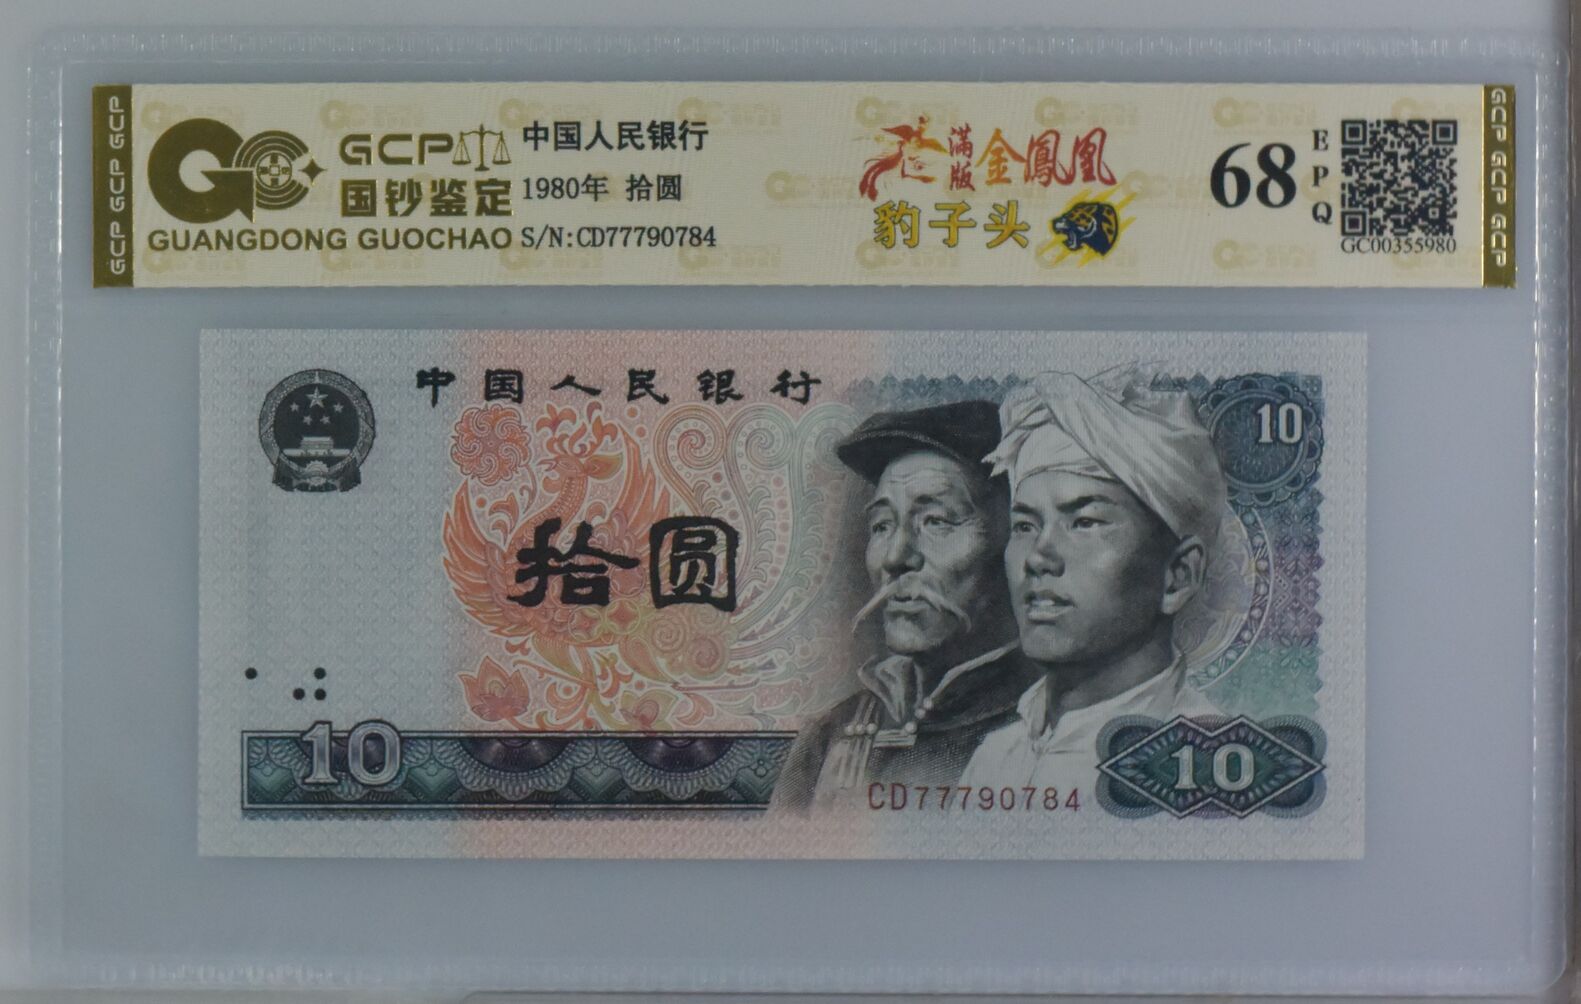 GCP GCP GCP
GCP
国钞鉴定
GUANGDONG GUOCHAO
中国人民银行
1980年 拾圆
S/N:CD77790784
满版
金鳳凰
豹子头
68
EPQ
GC00355980
GCP GCP GCP
中国人民银行
10
拾圆
10
CD77790784
10